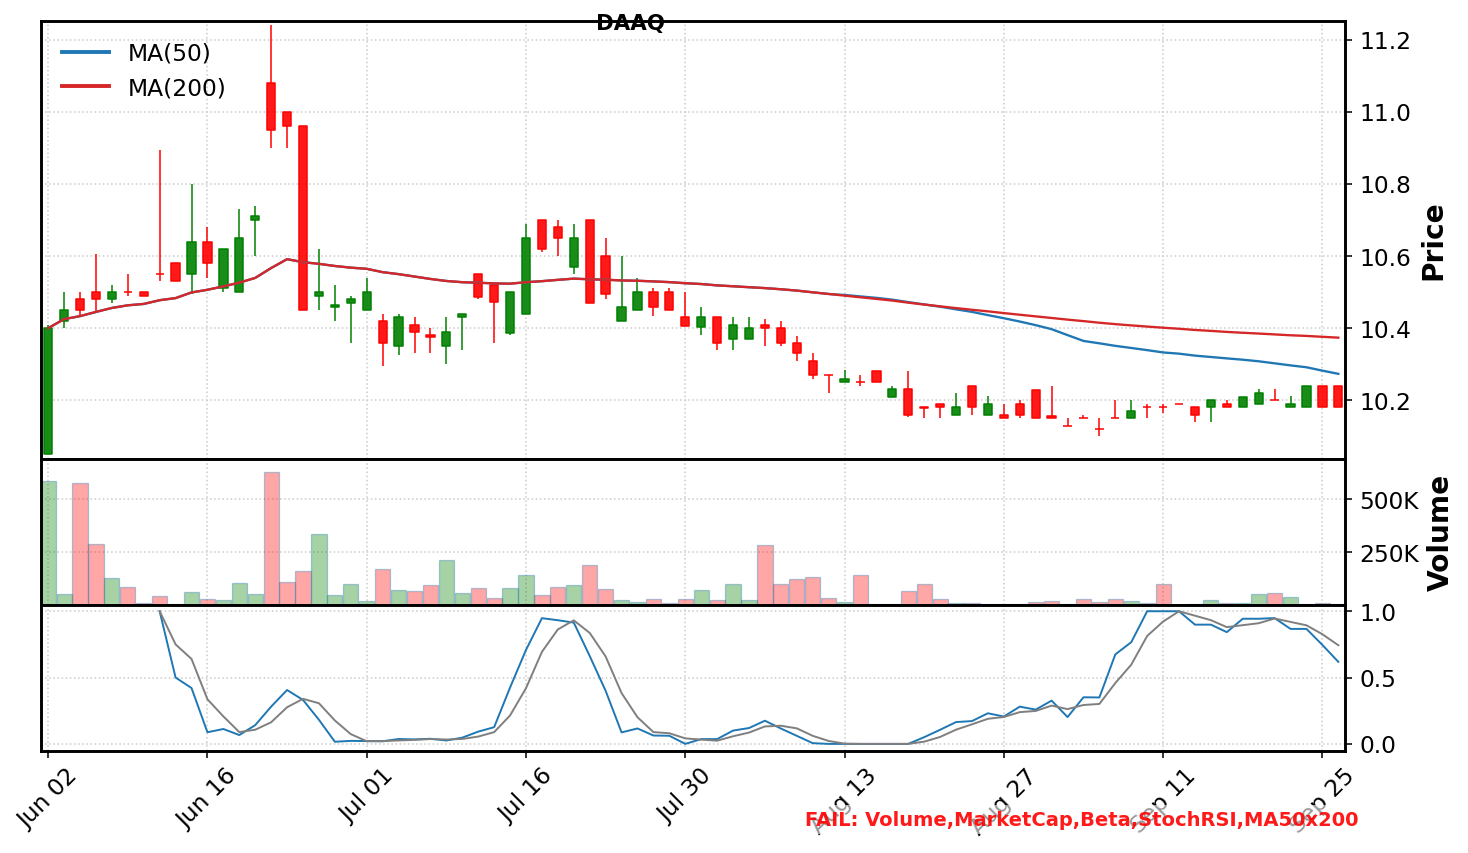 DAAQ
MA(50)
MA(200)
11.2
11.0
10.8
10.6
10.4
10.2
Price
500K
250K
Volume
1.0
0.5
0.0
Jun 02
Jun 16
Jul 01
Jul 16
Jul 30
Aug 13
Aug 27
Sep 11
Sep 25
FAIL: Volume,MarketCap,Beta,StochRSI,MA50x200